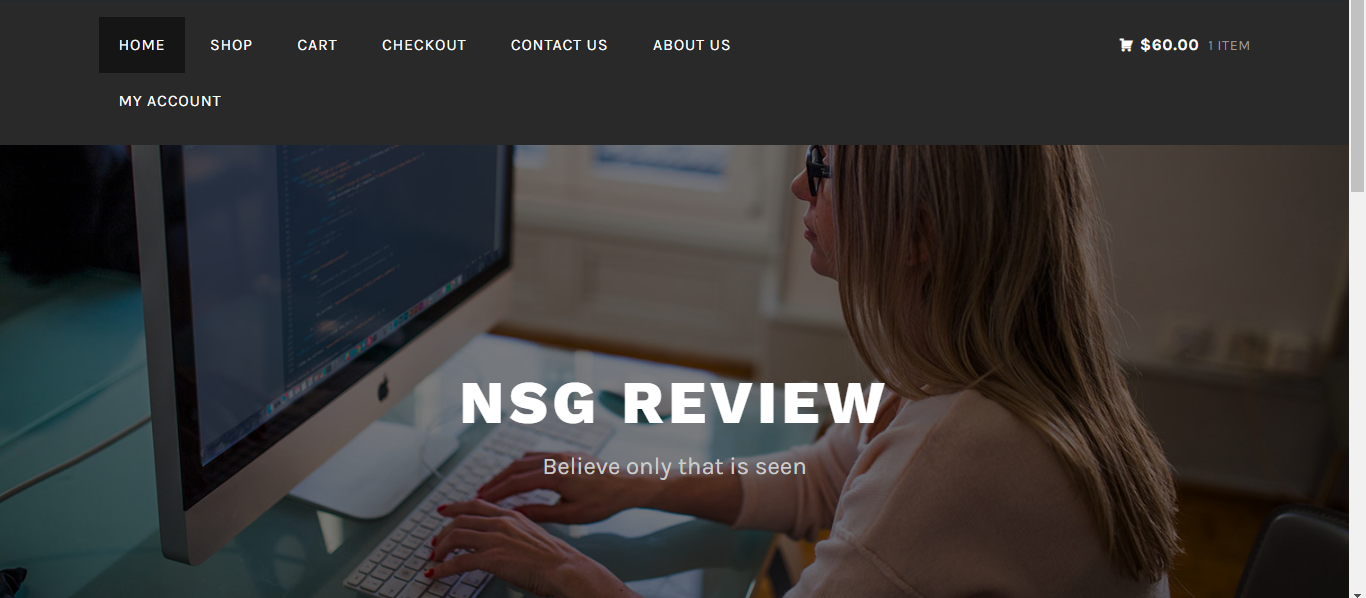 HOME SHOP CART CHECKOUT CONTACT US ABOUT US $60.00 1 ITEM
MY ACCOUNT
NSG REVIEW
Believe only that is seen